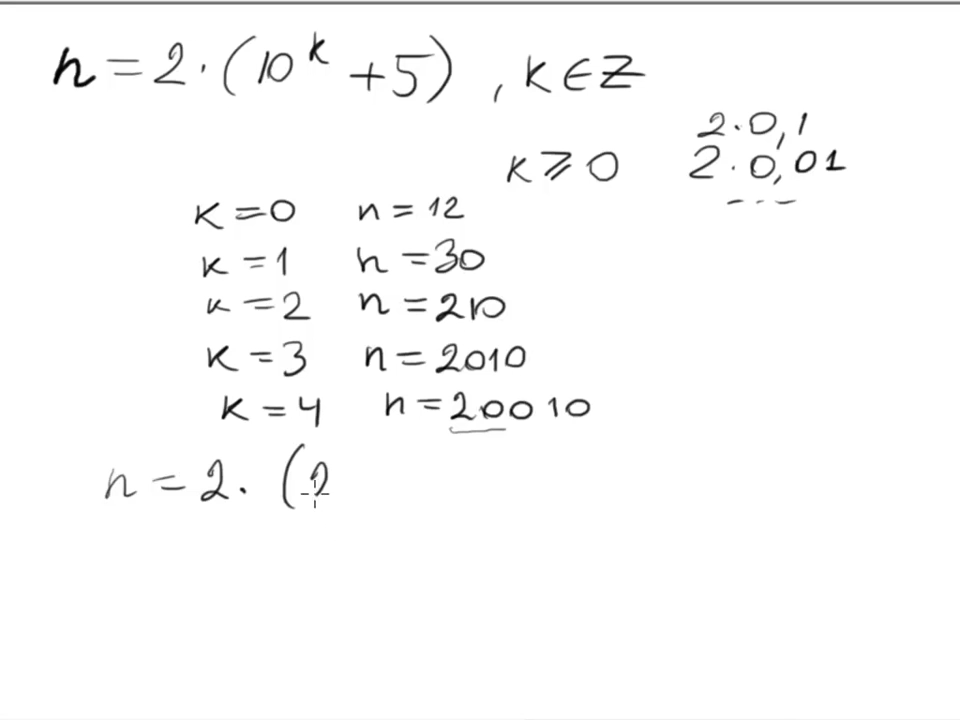 n = 2 · (10^k + 5), k ∈ Z
2 · 0,1
k ⩾ 0 2 · 0,01
- - -
k = 0 n = 12
k = 1 n = 30
k = 2 n = 210
k = 3 n = 2010
k = 4 n = 20010
n = 2 · (2